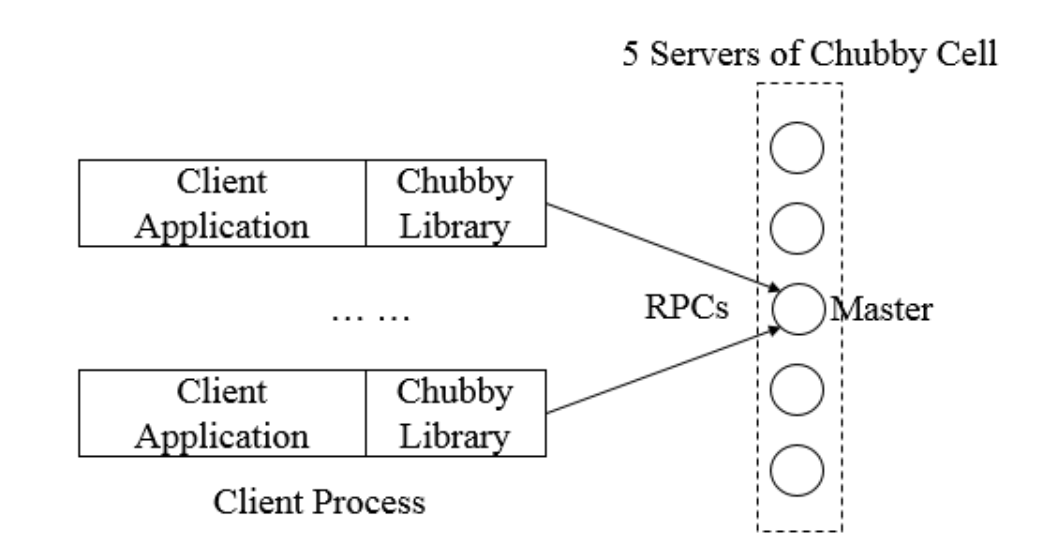 5 Servers of Chubby Cell
Client
Application
Chubby
Library
RPCs
Master
... ...
Client
Application
Chubby
Library
Client Process